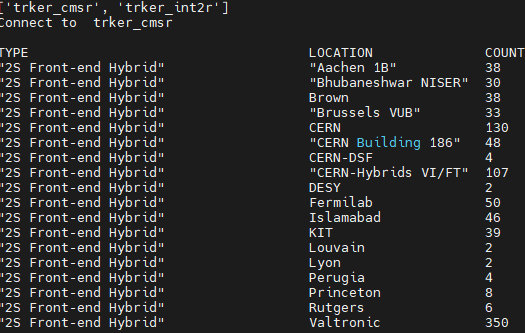 ['trker_cmsr', 'trker_int2r']
Connect to  trker_cmsr
TYPE LOCATION COUNT
"2S Front-end Hybrid" "Aachen 1B" 38
"2S Front-end Hybrid" "Bhubaneshwar NISER" 30
"2S Front-end Hybrid" Brown 38
"2S Front-end Hybrid" "Brussels VUB" 33
"2S Front-end Hybrid" CERN 130
"2S Front-end Hybrid" "CERN Building 186" 48
"2S Front-end Hybrid" CERN-DSF 4
"2S Front-end Hybrid" "CERN-Hybrids VI/FT" 107
"2S Front-end Hybrid" DESY 2
"2S Front-end Hybrid" Fermilab 50
"2S Front-end Hybrid" Islamabad 46
"2S Front-end Hybrid" KIT 39
"2S Front-end Hybrid" Louvain 2
"2S Front-end Hybrid" Lyon 2
"2S Front-end Hybrid" Perugia 4
"2S Front-end Hybrid" Princeton 8
"2S Front-end Hybrid" Rutgers 6
"2S Front-end Hybrid" Valtronic 350